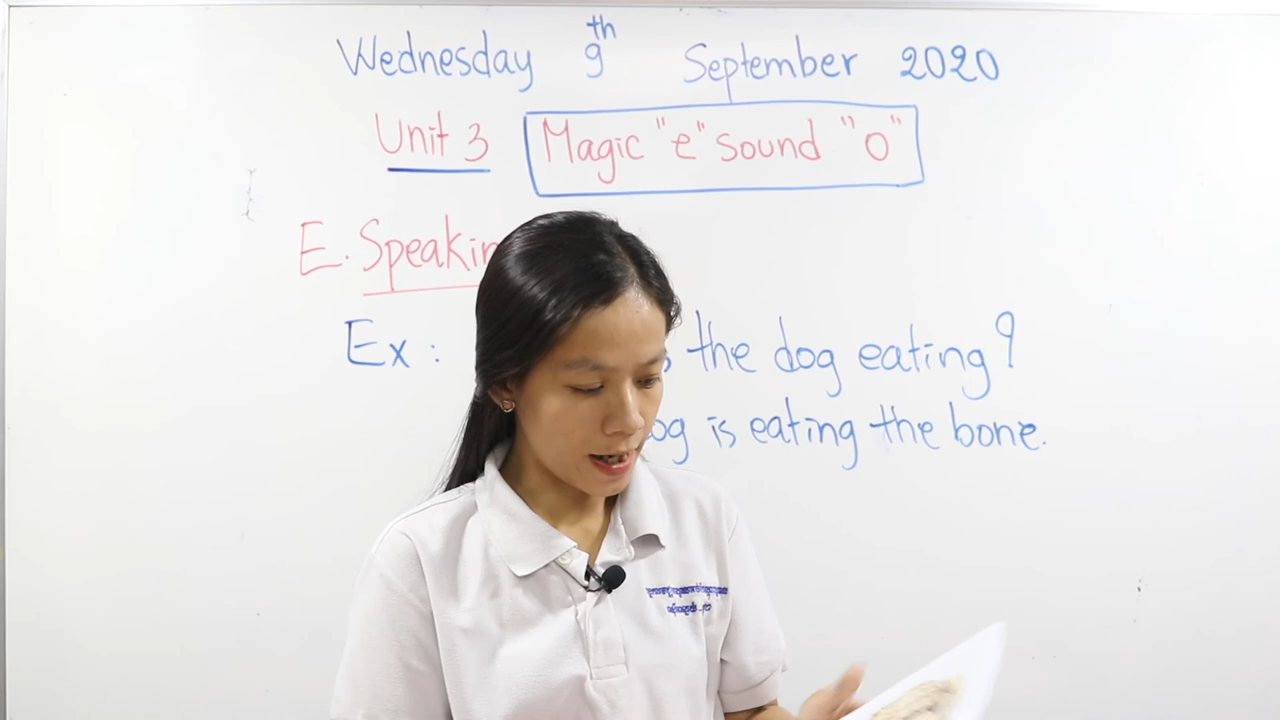 Wednesday 9th September 2020
Unit 3 Magic "e" sound "o"
E. Speakin
Ex : the dog eating?
og is eating the bone.